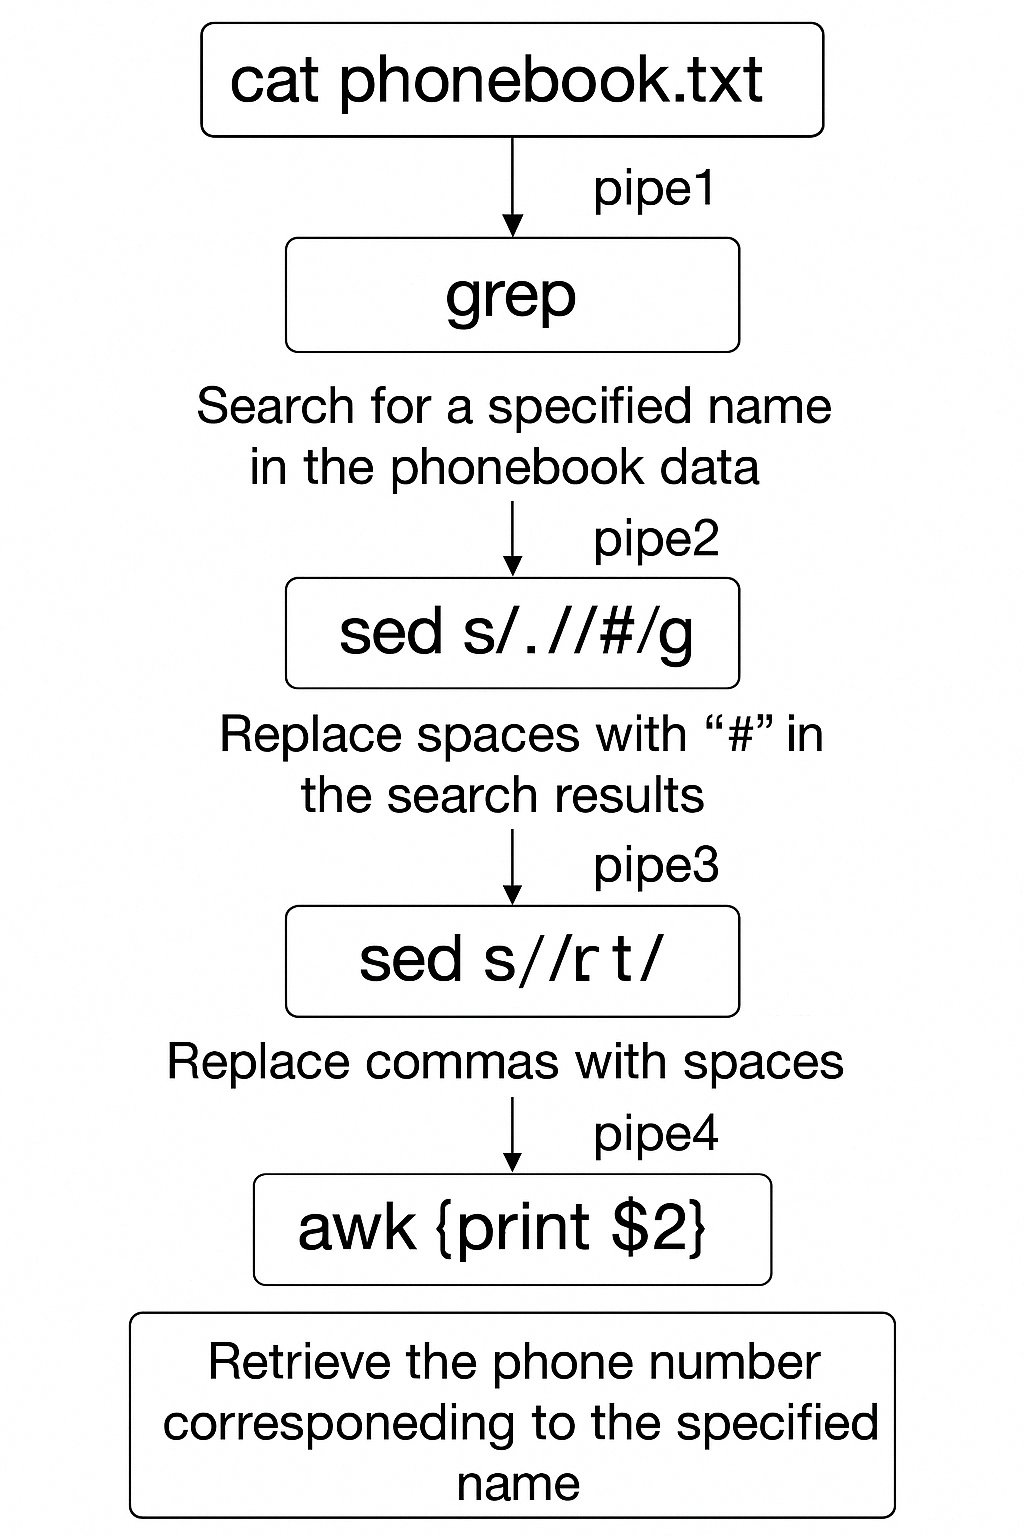 cat phonebook.txt
pipe1
grep
Search for a specified name
in the phonebook data
pipe2
sed s/.//#/g
Replace spaces with “#” in
the search results
pipe3
sed s//r t/
Replace commas with spaces
pipe4
awk {print $2}
Retrieve the phone number
corresponeding to the specified
name